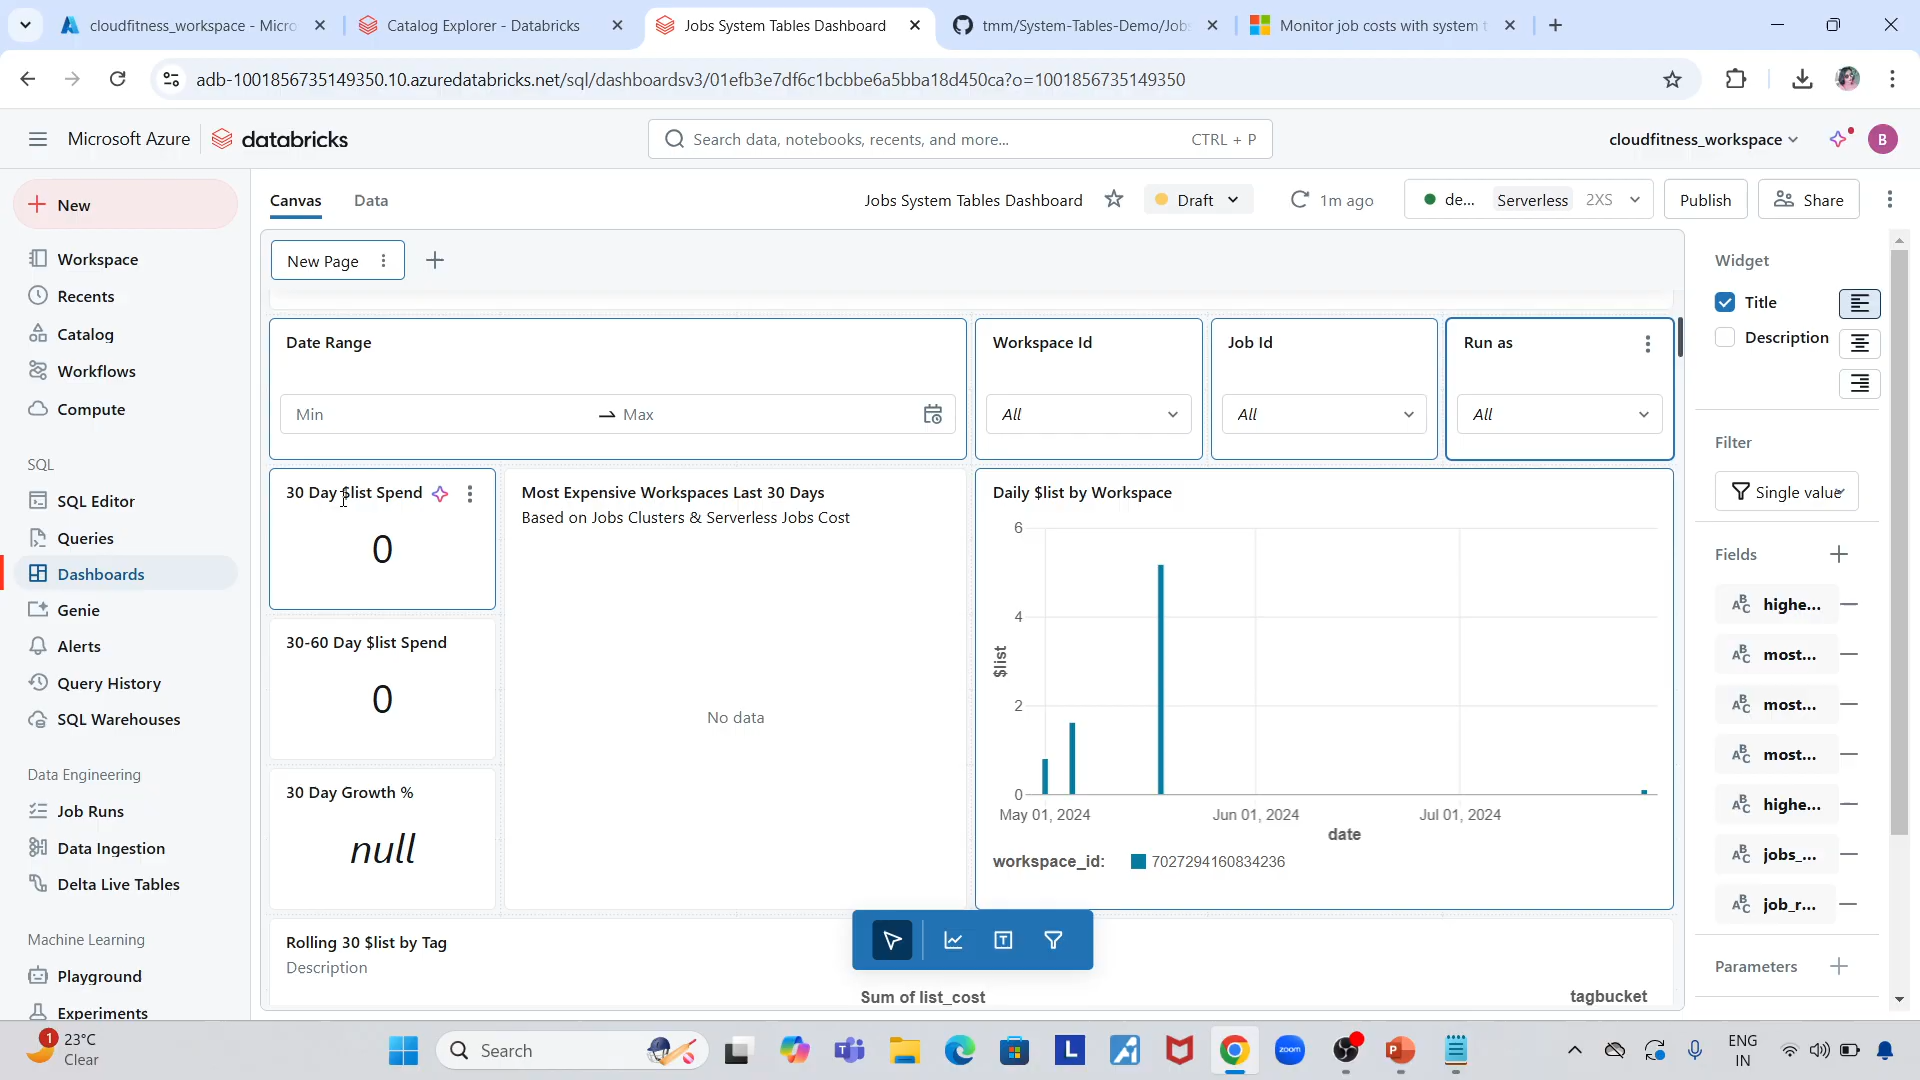 cloudfitness_workspace - Micro
Catalog Explorer - Databricks
Jobs System Tables Dashboard
tmm/System-Tables-Demo/Jobs
Monitor job costs with system t
adb-1001856735149350.10.azuredatabricks.net/sql/dashboardsv3/01efb3e7df6c1bcbbe6a5bba18d450ca?o=1001856735149350
Microsoft Azure
databricks
Search data, notebooks, recents, and more...
CTRL + P
cloudfitness_workspace
B
New
Workspace
Recents
Catalog
Workflows
Compute
SQL
SQL Editor
Queries
Dashboards
Genie
Alerts
Query History
SQL Warehouses
Data Engineering
Job Runs
Data Ingestion
Delta Live Tables
Machine Learning
Playground
Experiments
Canvas
Data
Jobs System Tables Dashboard
Draft
1m ago
de...
Serverless
2XS
Publish
Share
New Page
Date Range
Min
Max
Workspace Id
All
Job Id
All
Run as
All
30 Day $list Spend
0
30-60 Day $list Spend
0
30 Day Growth %
null
Most Expensive Workspaces Last 30 Days
Based on Jobs Clusters & Serverless Jobs Cost
No data
Daily $list by Workspace
6
4
2
0
$list
May 01, 2024
Jun 01, 2024
Jul 01, 2024
date
workspace_id:
7027294160834236
Rolling 30 $list by Tag
Description
Sum of list_cost
tagbucket
Widget
Title
Description
Filter
Single value
Fields
highe...
most...
most...
most...
highe...
jobs_...
job_r...
Parameters
1
23°C
Clear
Search
zoom
ENG
IN